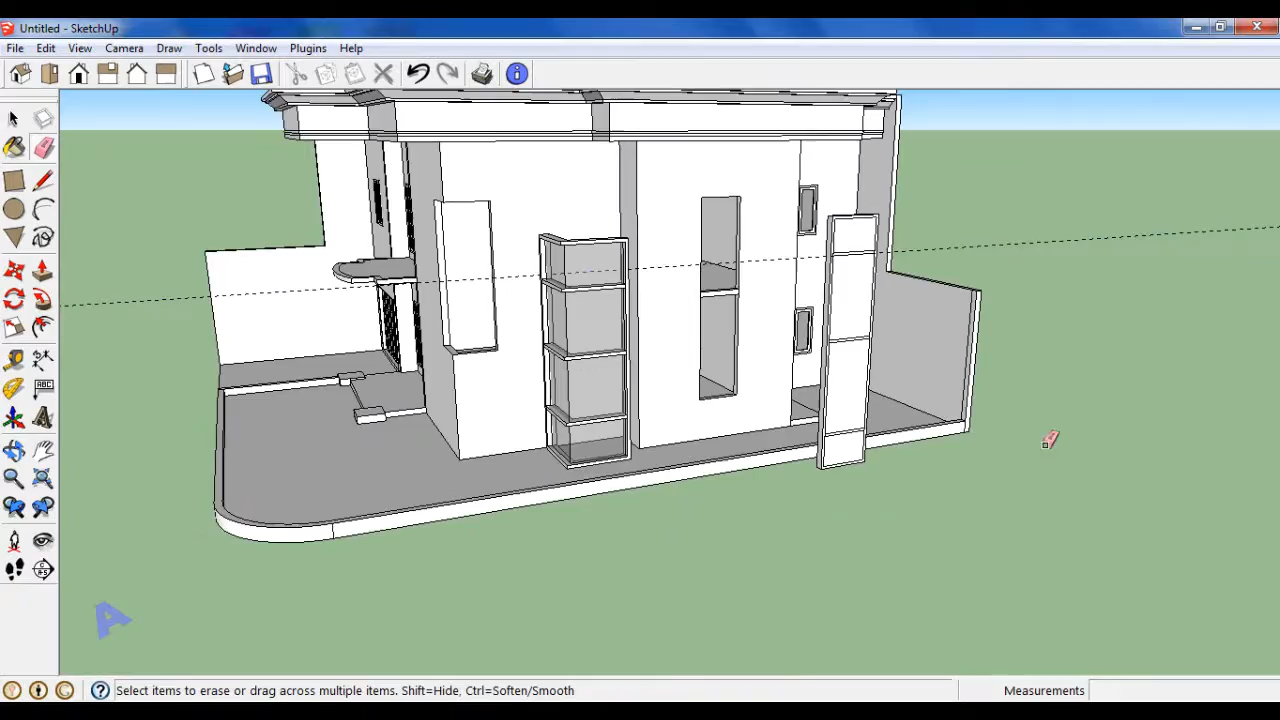 Untitled - SketchUp
File Edit View Camera Draw Tools Window Plugins Help
ABC
A
Select items to erase or drag across multiple items. Shift=Hide, Ctrl=Soften/Smooth
Measurements